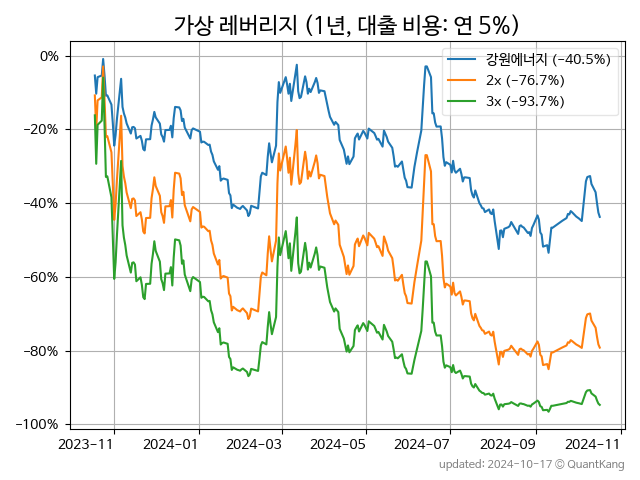 가상 레버리지 (1년, 대출 비용: 연 5%)
강원에너지 (−40.5%)
2x (−76.7%)
3x (−93.7%)
0%
−20%
−40%
−60%
−80%
−100%
2023-11
2024-01
2024-03
2024-05
2024-07
2024-09
2024-11
updated: 2024-10-17 © QuantKang